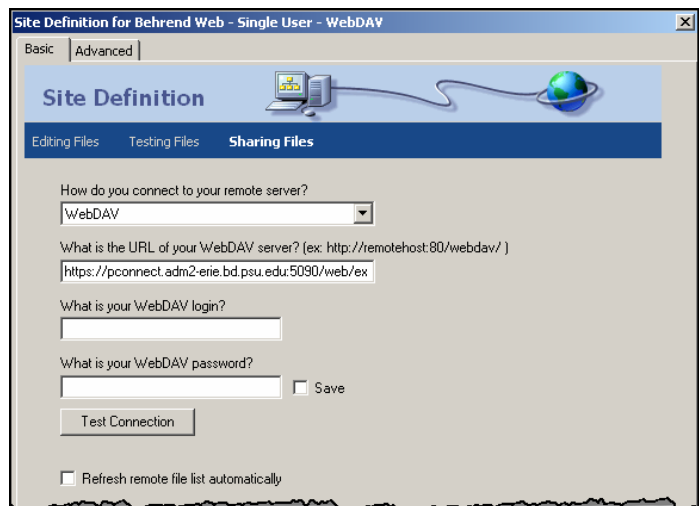 Site Definition for Behrend Web - Single User - WebDAV
Basic Advanced
Site Definition
Editing Files Testing Files Sharing Files
How do you connect to your remote server?
WebDAV
What is the URL of your WebDAV server? (ex: http://remotehost:80/webdav/ )
https://pconnect.adm2-erie.bd.psu.edu:5090/web/ex
What is your WebDAV login?
What is your WebDAV password?
Save
Test Connection
Refresh remote file list automatically